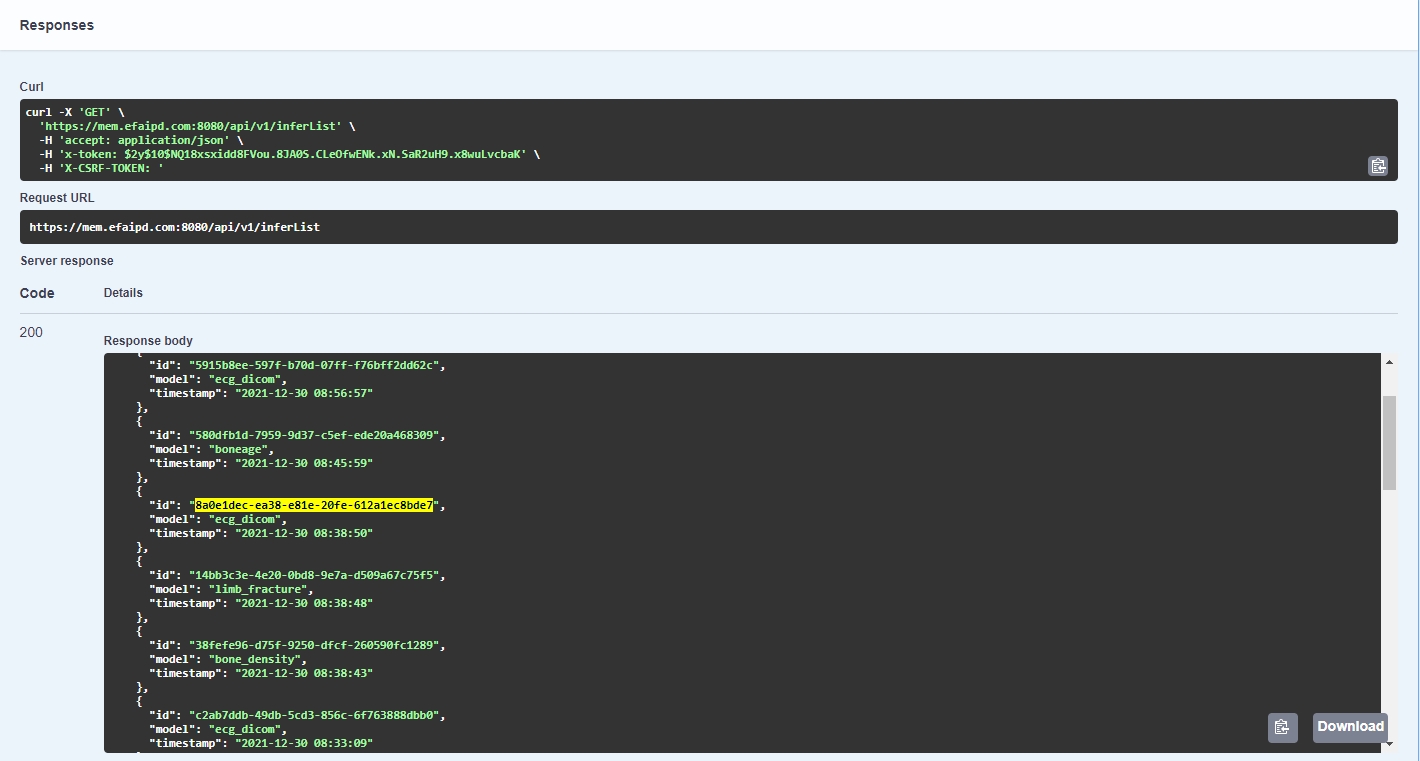 Responses
Curl
curl -X 'GET' \
  'https://mem.efaipd.com:8080/api/v1/inferList' \
  -H 'accept: application/json' \
  -H 'x-token: $2y$10$NQ18xsxidd8FVou.8JA0S.CLeOfwENk.xN.SaR2uH9.x8wuLvcbaK' \
  -H 'X-CSRF-TOKEN: '
Request URL
https://mem.efaipd.com:8080/api/v1/inferList
Server response
Code Details
200
Response body
{
"id": "5915b8ee-597f-b70d-07ff-f76bff2dd62c",
"model": "ecg_dicom",
"timestamp": "2021-12-30 08:56:57"
},
{
"id": "580dfb1d-7959-9d37-c5ef-ede20a468309",
"model": "boneage",
"timestamp": "2021-12-30 08:45:59"
},
{
"id": "8a0e1dec-ea38-e81e-20fe-612a1ec8bde7",
"model": "ecg_dicom",
"timestamp": "2021-12-30 08:38:50"
},
{
"id": "14bb3c3e-4e20-0bd8-9e7a-d509a67c75f5",
"model": "limb_fracture",
"timestamp": "2021-12-30 08:38:48"
},
{
"id": "38fefe96-d75f-9250-dfcf-260590fc1289",
"model": "bone_density",
"timestamp": "2021-12-30 08:38:43"
},
{
"id": "c2ab7ddb-49db-5cd3-856c-6f763888dbb0",
"model": "ecg_dicom",
"timestamp": "2021-12-30 08:33:09"
Download